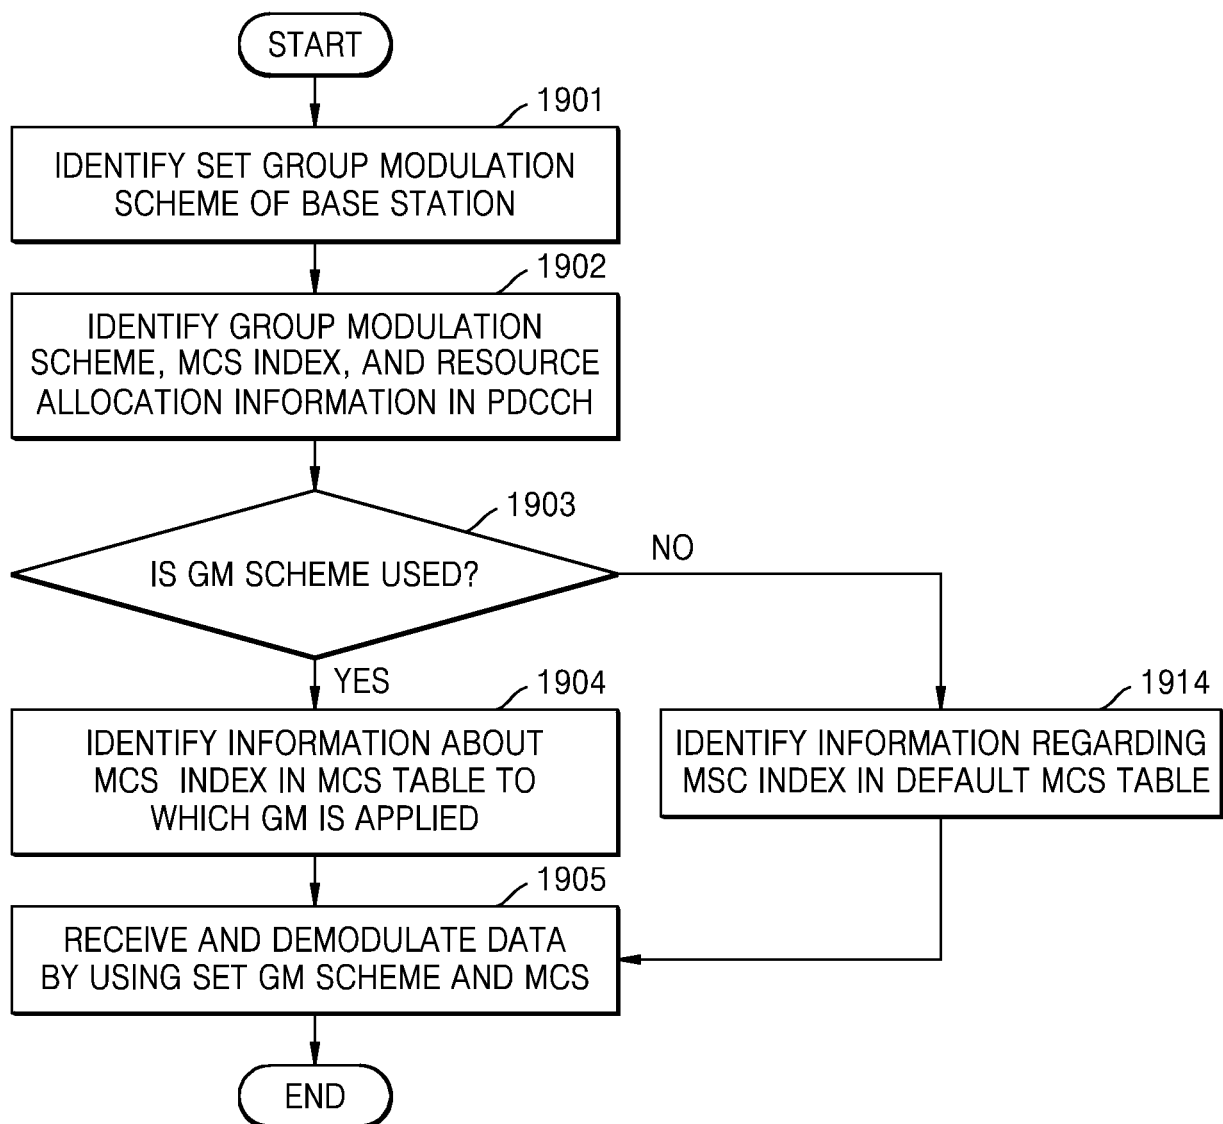 START
1901
IDENTIFY SET GROUP MODULATION
SCHEME OF BASE STATION
1902
IDENTIFY GROUP MODULATION
SCHEME, MCS INDEX, AND RESOURCE
ALLOCATION INFORMATION IN PDCCH
1903
IS GM SCHEME USED?
NO
YES
1904
IDENTIFY INFORMATION ABOUT
MCS INDEX IN MCS TABLE TO
WHICH GM IS APPLIED
1914
IDENTIFY INFORMATION REGARDING
MSC INDEX IN DEFAULT MCS TABLE
1905
RECEIVE AND DEMODULATE DATA
BY USING SET GM SCHEME AND MCS
END